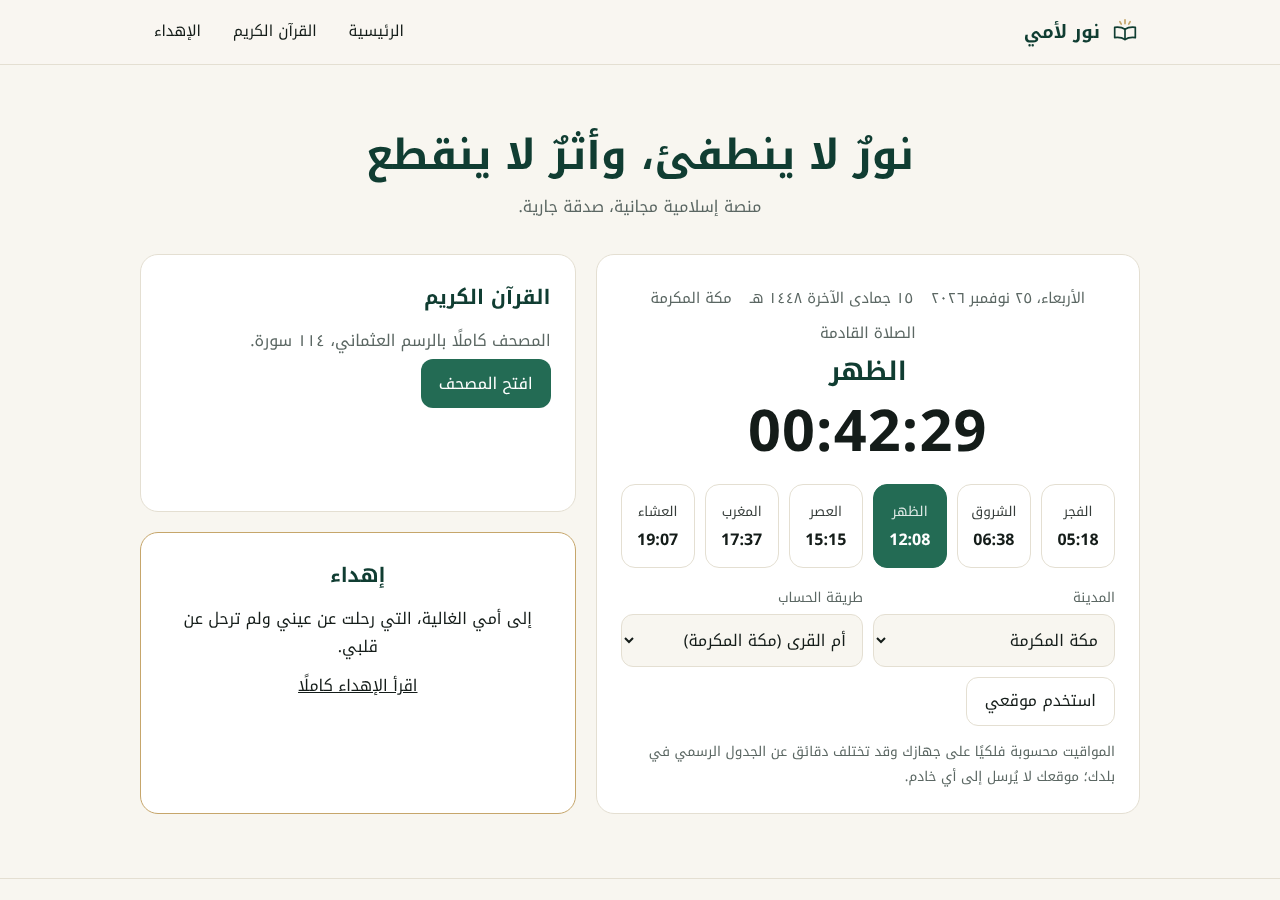 نور لأمي
الرئيسية
القرآن الكريم
الإهداء
نورٌ لا ينطفئ، وأثرٌ لا ينقطع
منصة إسلامية مجانية، صدقة جارية.
الأربعاء، ٢٥ نوفمبر ٢٠٢٦
١٥ جمادى الآخرة ١٤٤٨ هـ
مكة المكرمة
الصلاة القادمة
الظهر
00:42:29
الفجر
05:18
الشروق
06:38
الظهر
12:08
العصر
15:15
المغرب
17:37
العشاء
19:07
المدينة
مكة المكرمة
طريقة الحساب
أم القرى (مكة المكرمة)
استخدم موقعي
المواقيت محسوبة فلكيًا على جهازك وقد تختلف دقائق عن الجدول الرسمي في
بلدك؛ موقعك لا يُرسل إلى أي خادم.
القرآن الكريم
المصحف كاملًا بالرسم العثماني، ١١٤ سورة.
افتح المصحف
إهداء
إلى أمي الغالية، التي رحلت عن عيني ولم ترحل عن
قلبي.
اقرأ الإهداء كاملًا